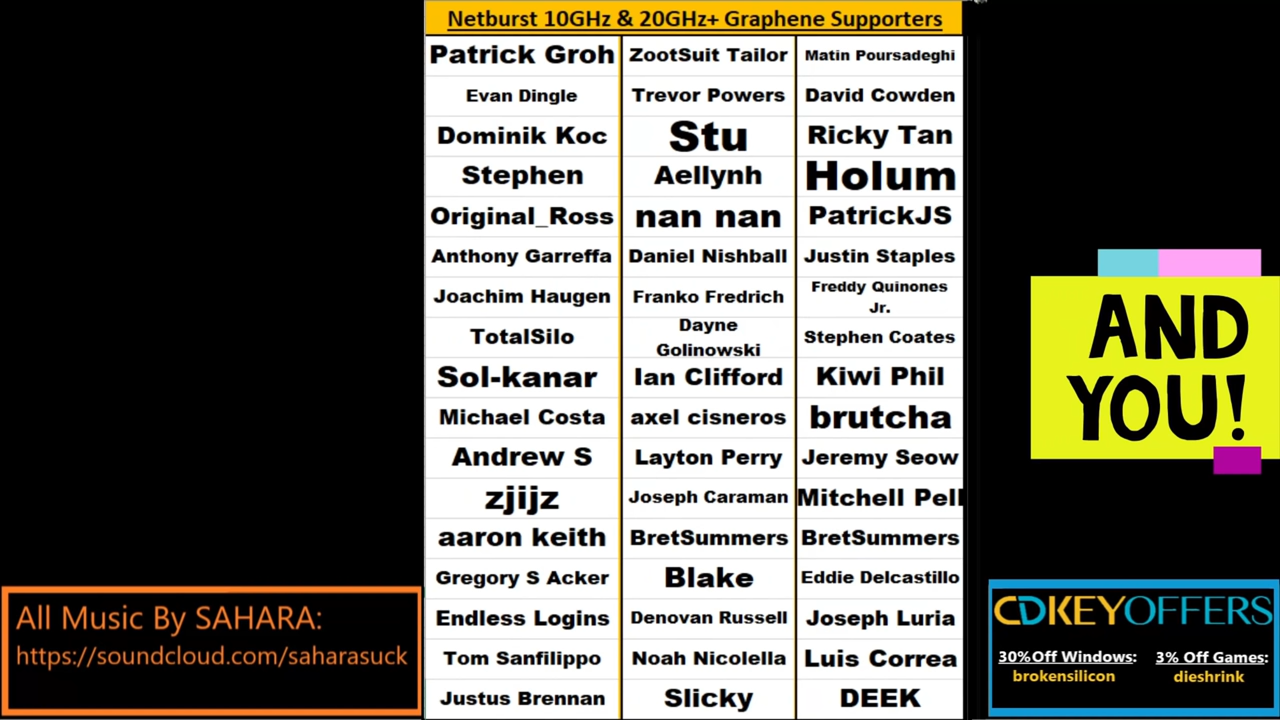 Netburst 10GHz & 20GHz+ Graphene Supporters
Patrick Groh ZootSuit Tailor Matin Poursadeghi
Evan Dingle Trevor Powers David Cowden
Dominik Koc Stu Ricky Tan
Stephen Aellynh Holum
Original_Ross nan nan PatrickJS
Anthony Garreffa Daniel Nishball Justin Staples
Joachim Haugen Franko Fredrich Freddy Quinones
Jr.
TotalSilo Dayne
Golinowski Stephen Coates
Sol-kanar Ian Clifford Kiwi Phil
Michael Costa axel cisneros brutcha
Andrew S Layton Perry Jeremy Seow
zjijz Joseph Caraman Mitchell Pell
aaron keith BretSummers BretSummers
Gregory S Acker Blake Eddie Delcastillo
Endless Logins Denovan Russell Joseph Luria
Tom Sanfilippo Noah Nicolella Luis Correa
Justus Brennan Slicky DEEK
AND
YOU!
All Music By SAHARA:
https://soundcloud.com/saharasuck
CDKEYOFFERS
30%Off Windows: 3% Off Games:
brokensilicon dieshrink